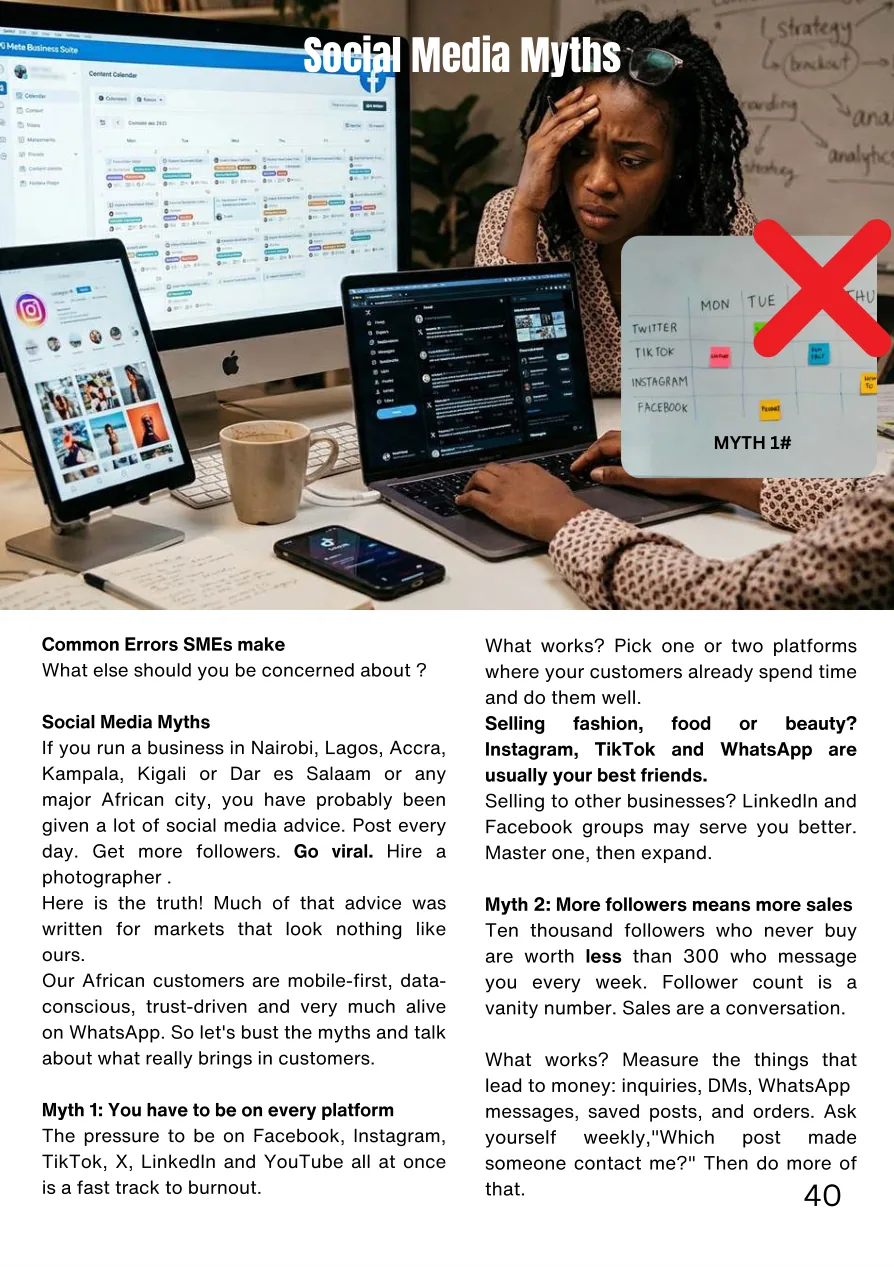 Social Media Myths
Mete Business Suite
Content Calendar
strategy
analytics
MON TUE THU
TWITTER
TIKTOK
INSTAGRAM
FACEBOOK
MYTH 1#
Common Errors SMEs make
What else should you be concerned about ?
Social Media Myths
If you run a business in Nairobi, Lagos, Accra,
Kampala, Kigali or Dar es Salaam or any
major African city, you have probably been
given a lot of social media advice. Post every
day. Get more followers. Go viral. Hire a
photographer .
Here is the truth! Much of that advice was
written for markets that look nothing like
ours.
Our African customers are mobile-first, data-
conscious, trust-driven and very much alive
on WhatsApp. So let's bust the myths and talk
about what really brings in customers.
Myth 1: You have to be on every platform
The pressure to be on Facebook, Instagram,
TikTok, X, LinkedIn and YouTube all at once
is a fast track to burnout.
What works? Pick one or two platforms
where your customers already spend time
and do them well.
Selling fashion, food or beauty?
Instagram, TikTok and WhatsApp are
usually your best friends.
Selling to other businesses? LinkedIn and
Facebook groups may serve you better.
Master one, then expand.
Myth 2: More followers means more sales
Ten thousand followers who never buy
are worth less than 300 who message
you every week. Follower count is a
vanity number. Sales are a conversation.
What works? Measure the things that
lead to money: inquiries, DMs, WhatsApp
messages, saved posts, and orders. Ask
yourself weekly,"Which post made
someone contact me?" Then do more of
that.
40